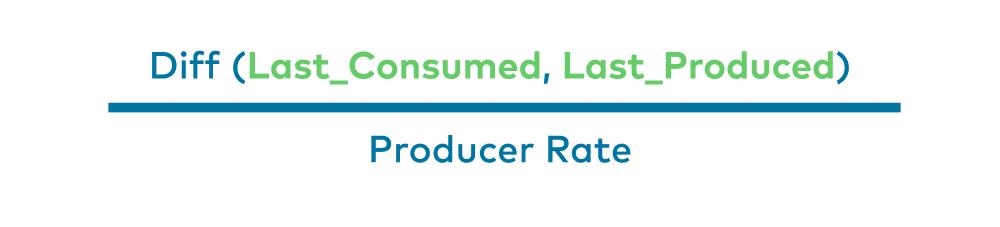 Diff (Last_Consumed, Last_Produced)
Producer Rate